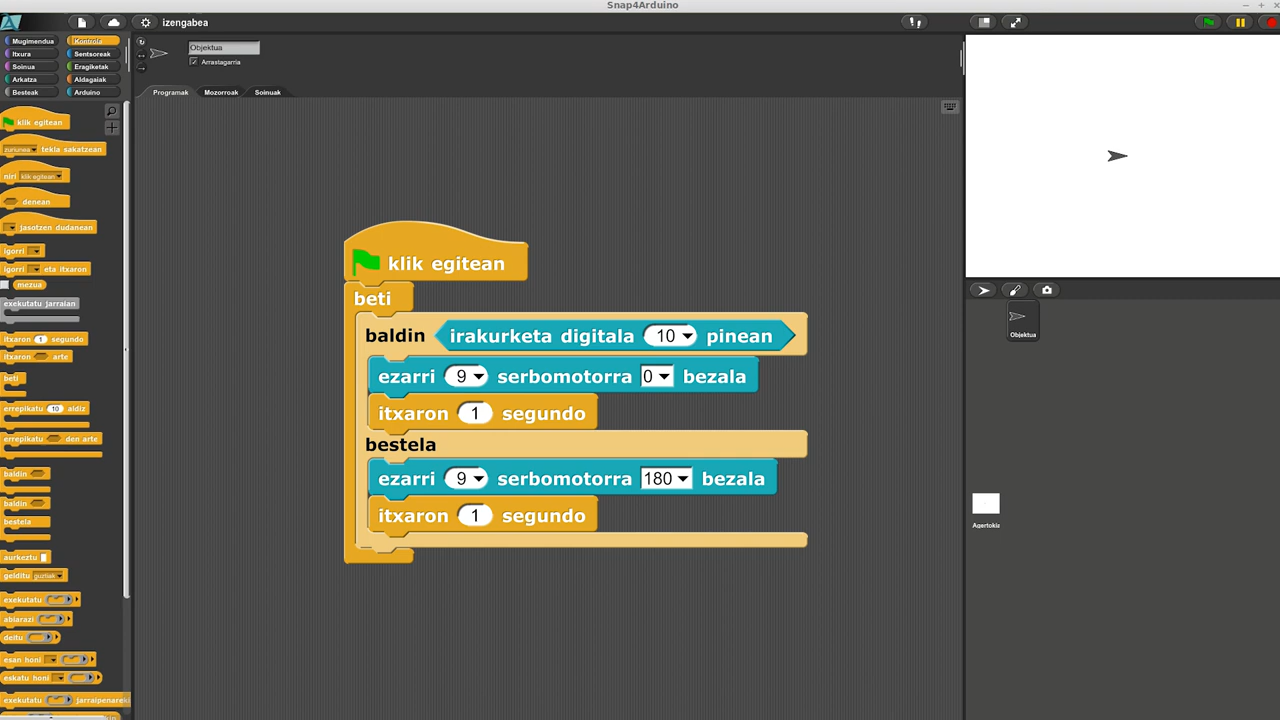 Snap4Arduino
izengabea
Mugimendua
Kontrola
Itxura
Sentsoreak
Soinua
Eragiketak
Arkatza
Aldagaiak
Besteak
Arduino
klik egitean
zuriunea tekla sakatzean
niri klik egitean
denean
jasotzen dudanean
igorri
igorri eta itxaron
mezua
exekutatu jarraian
itxaron 1 segundo
itxaron arte
beti
errepikatu 10 aldiz
errepikatu den arte
baldin
baldin
bestela
aurkeztu
gelditu guztiak
exekutatu
abiarazi
deitu
esan honi
eskatu honi
exekutatu jarraipenareki
Objektua
Arrastagarria
Programak Mozorroak Soinuak
klik egitean
beti
baldin irakurketa digitala 10 pinean
ezarri 9 serbomotorra 0 bezala
itxaron 1 segundo
bestela
ezarri 9 serbomotorra 180 bezala
itxaron 1 segundo
Objektua
Agertokia